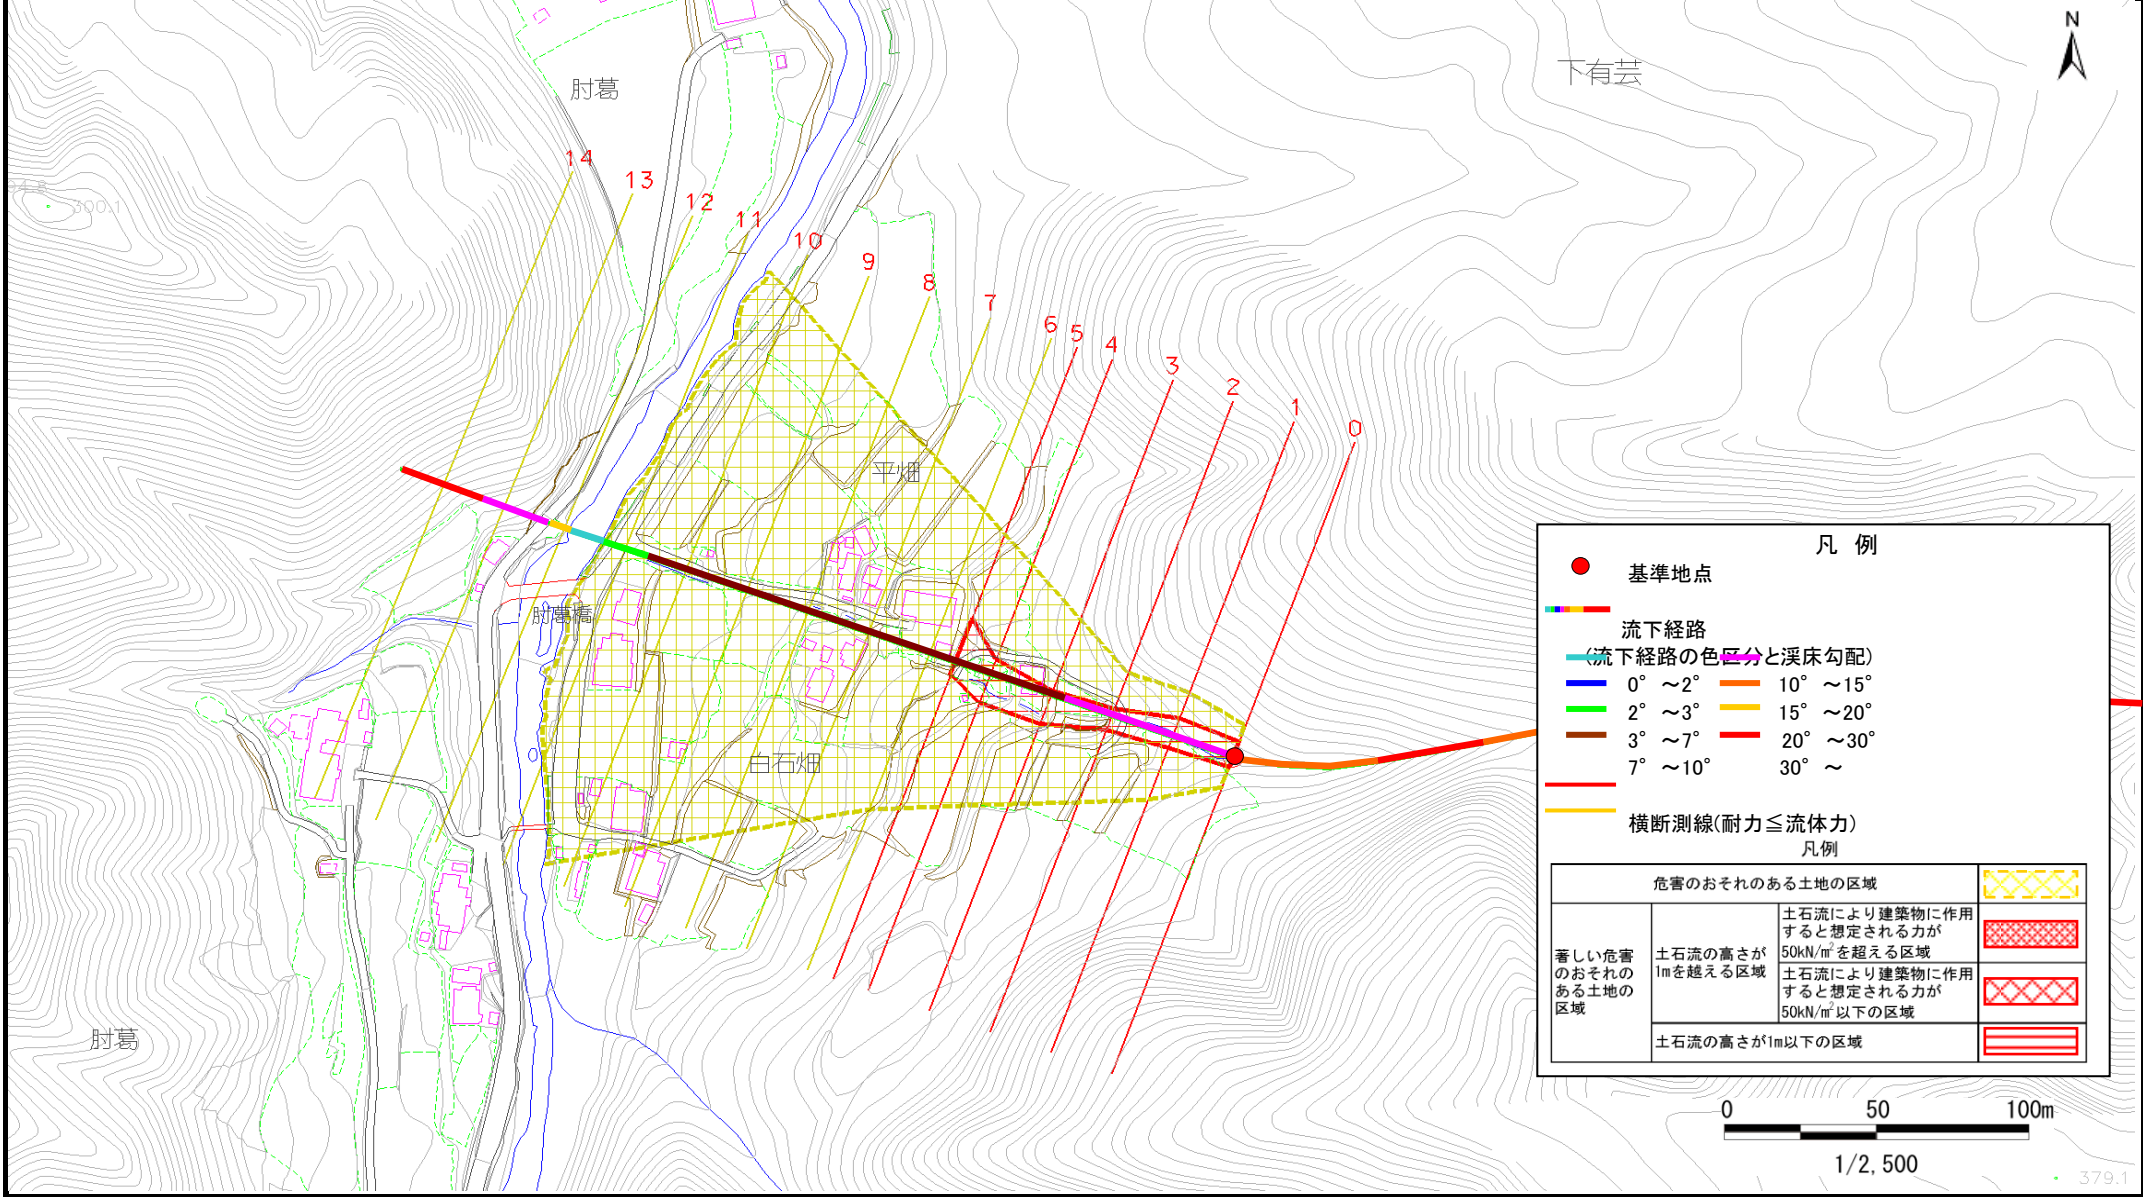 N
下有芸
肘葛
14
13
12
11
10
9
8
7
6
5
4
3
2
1
0
300.1
平畑
肘葛橋
白石畑
肘葛
凡 例
基準地点
流下経路
(流下経路の色区分と渓床勾配)
0° ～2° 10° ～15°
2° ～3° 15° ～20°
3° ～7° 20° ～30°
7° ～10° 30° ～
横断測線(耐力≦流体力)
凡例
危害のおそれのある土地の区域
著しい危害
のおそれの
ある土地の
区域
土石流の高さが
1mを越える区域
土石流により建築物に作用
すると想定される力が
50kN/m²を超える区域
土石流により建築物に作用
すると想定される力が
50kN/m²以下の区域
土石流の高さが1m以下の区域
0 50 100m
1/2,500
379.1